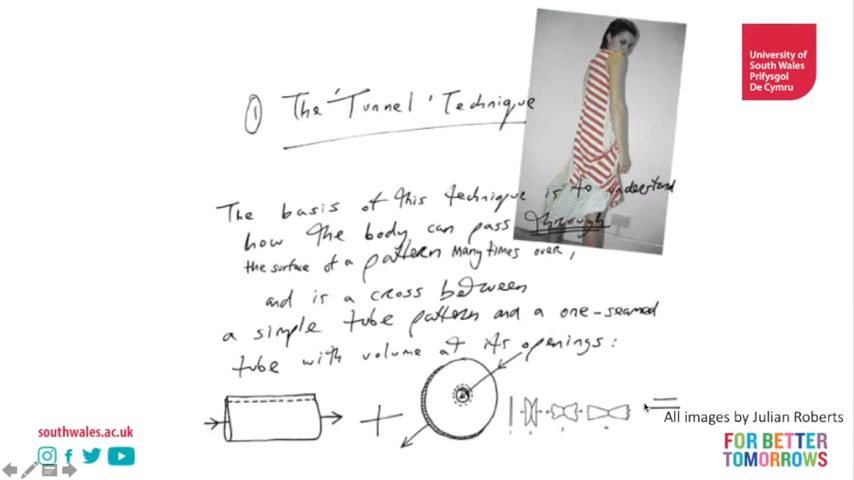 University of
South Wales
Prifysgol
De Cymru
① The 'Tunnel' Technique
The basis of this technique is to understand
how the body can pass through
the surface of a pattern many times over,
and is a cross between
a simple tube pattern and a one-seamed
tube with volume at its openings:
+
=
All images by Julian Roberts
southwales.ac.uk
FOR BETTER
TOMORROWS